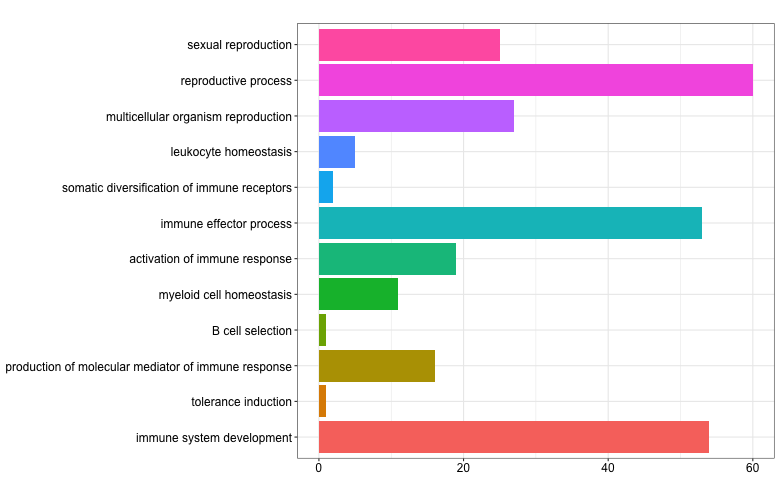 sexual reproduction
reproductive process
multicellular organism reproduction
leukocyte homeostasis
somatic diversification of immune receptors
immune effector process
activation of immune response
myeloid cell homeostasis
B cell selection
production of molecular mediator of immune response
tolerance induction
immune system development
0 20 40 60